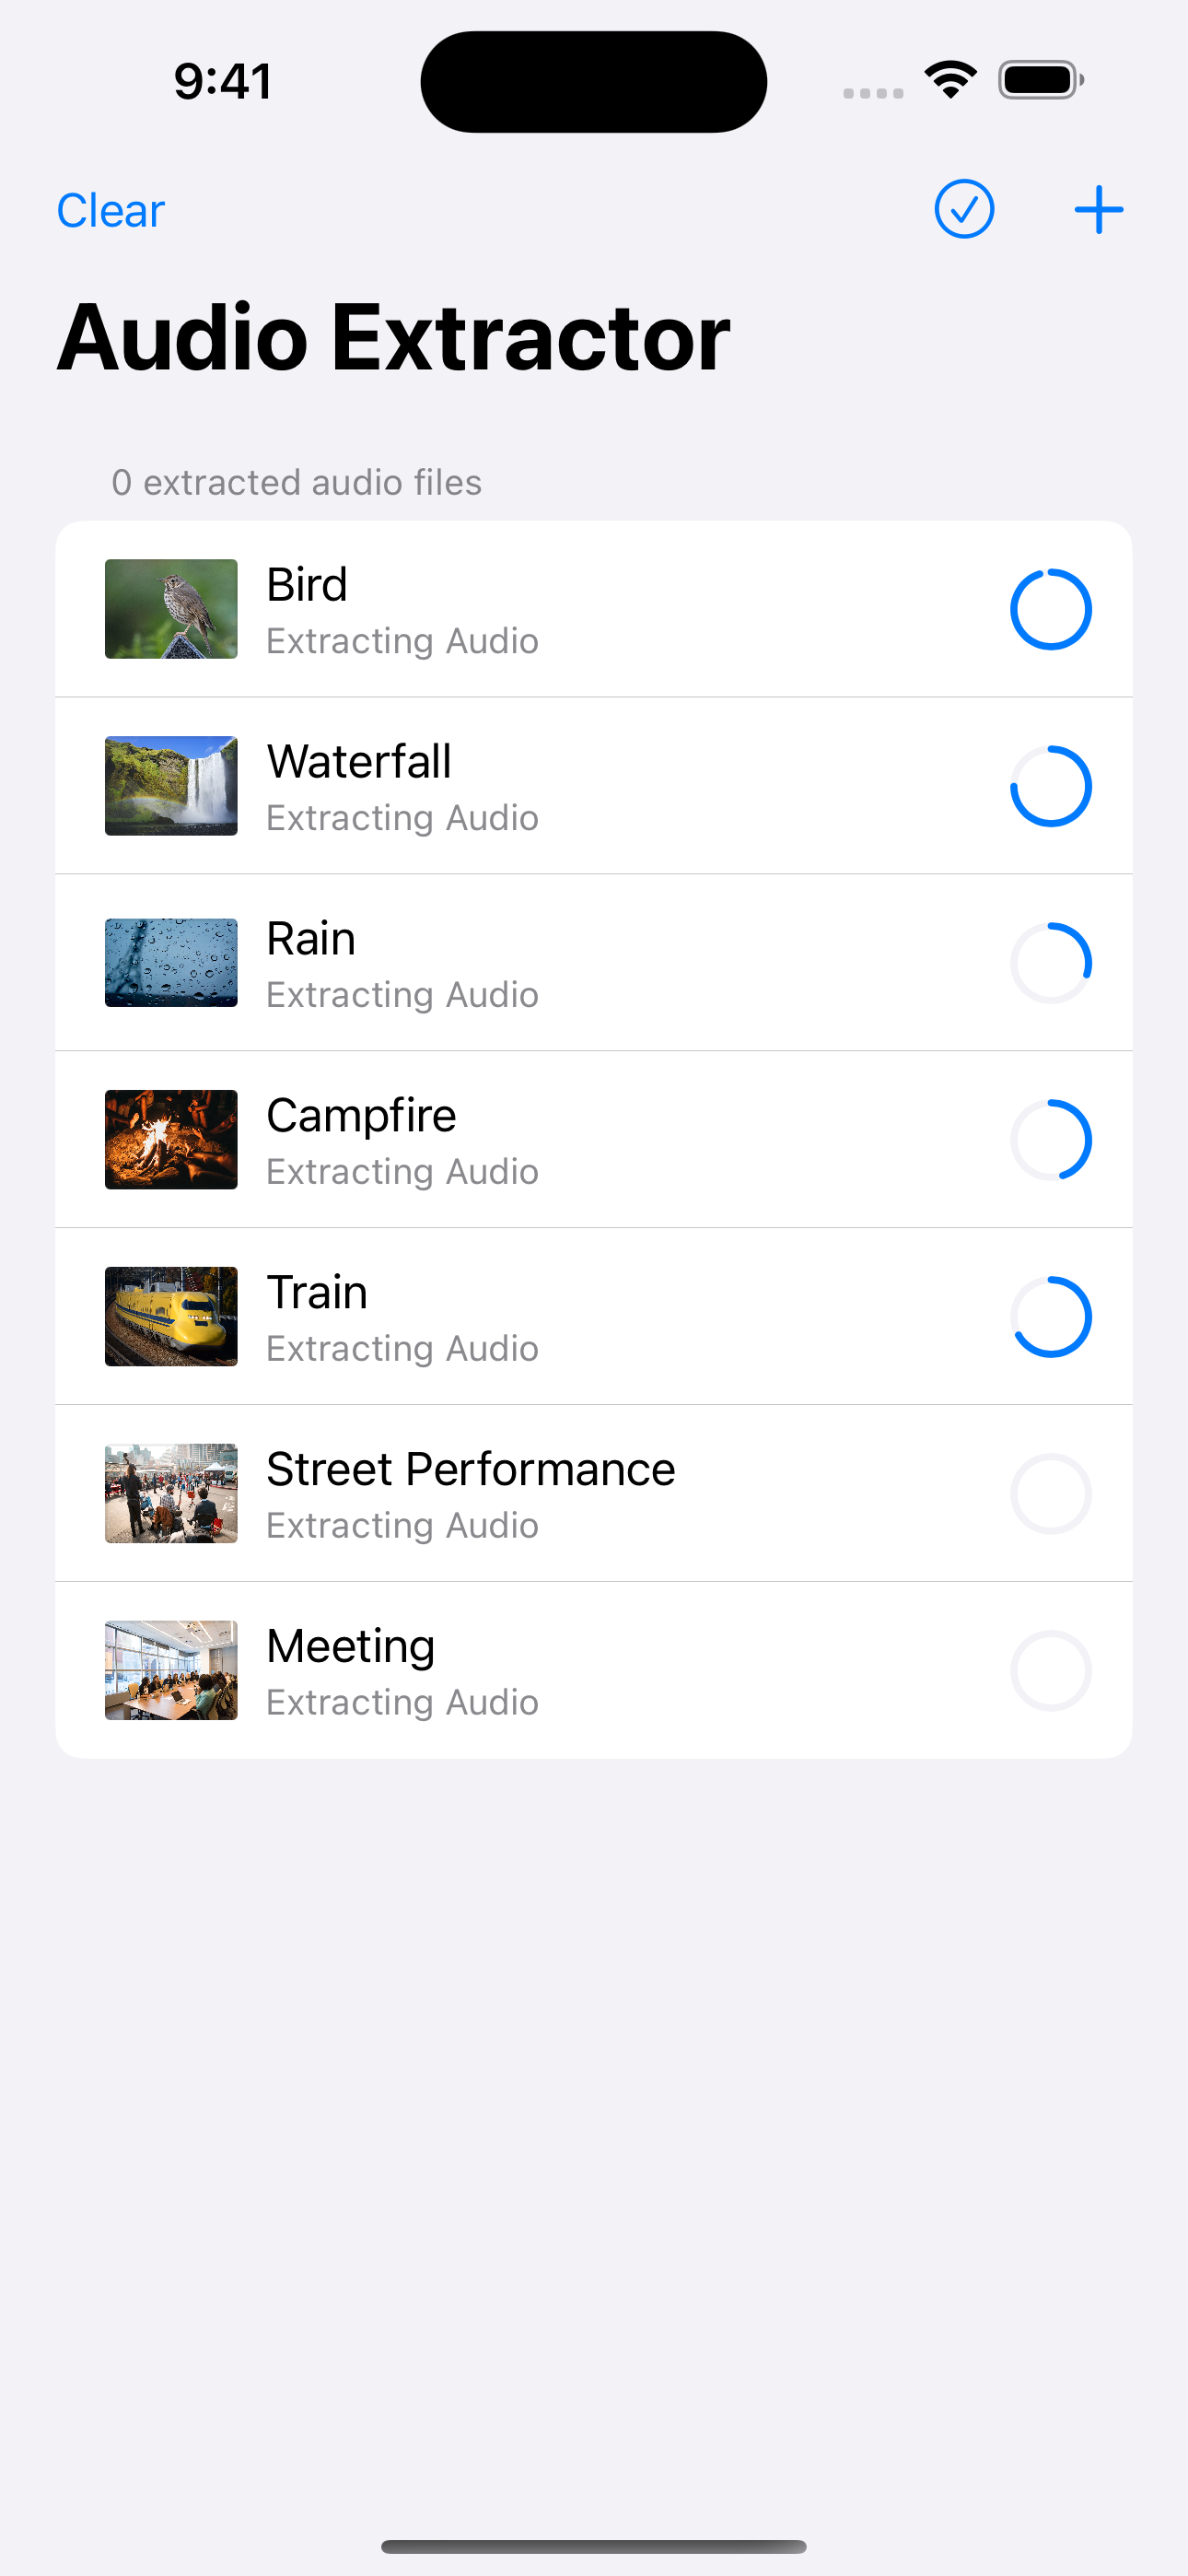 9:41
Clear
Audio Extractor
0 extracted audio files
Bird
Extracting Audio
Waterfall
Extracting Audio
Rain
Extracting Audio
Campfire
Extracting Audio
Train
Extracting Audio
Street Performance
Extracting Audio
Meeting
Extracting Audio